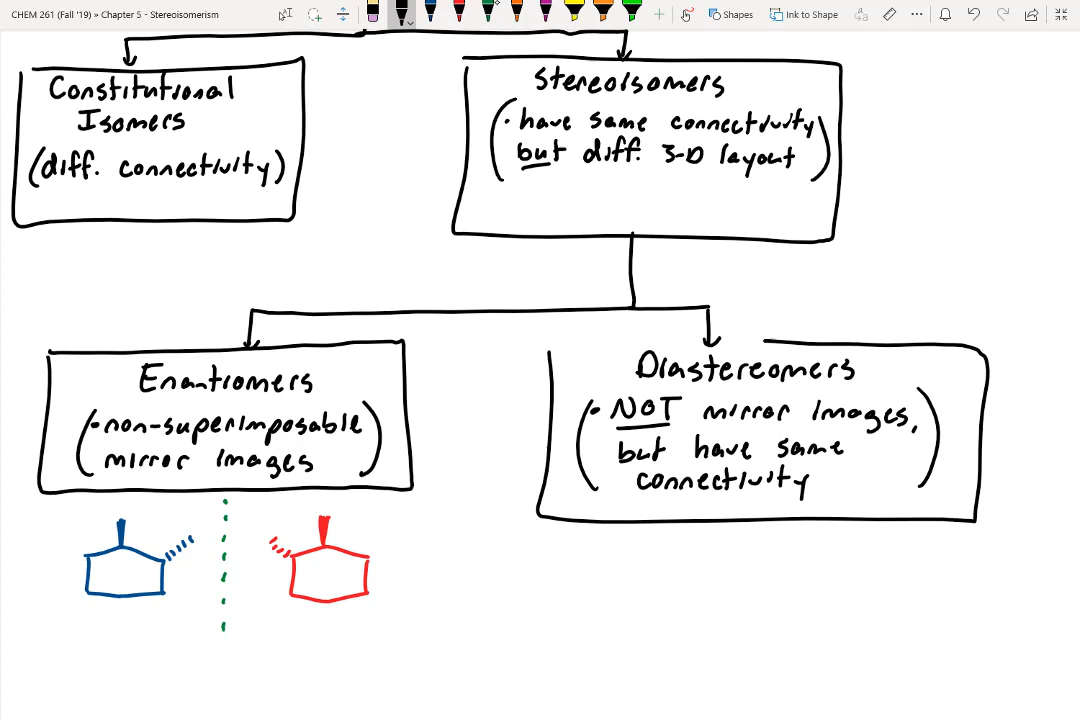 CHEM 261 (Fall '19) » Chapter 5 - Stereoisomerism
Shapes
Ink to Shape
Constitutional
Isomers
(diff. connectivity)
Stereoisomers
(• have same connectivity
but diff. 3-D layout)
Enantiomers
(• non-superimposable
mirror images)
Diastereomers
(• NOT mirror images,
but have same
connectivity)